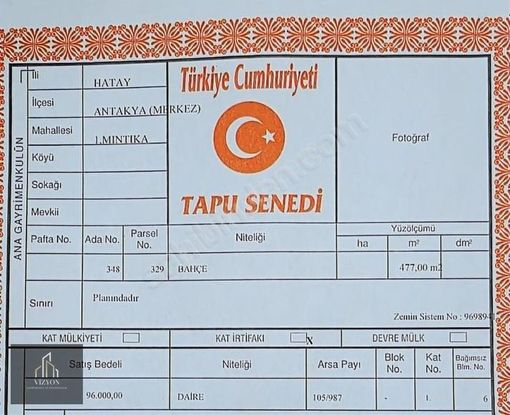 İli HATAY
Türkiye Cumhuriyeti
İlçesi ANTAKYA (MERKEZ)
Mahallesi 1.MINTIKA
Fotoğraf
Köyü
Sokağı
Mevkii
TAPU SENEDİ
ANA GAYRİMENKULÜN
Pafta No. Ada No. Parsel No. Niteliği Yüzölçümü
ha m² dm²
348 329 BAHÇE 477,00 m2
Sınırı Planındadır
Zemin Sistem No :
KAT MÜLKİYETİ KAT İRTİFAKI X DEVRE MÜLK
Satış Bedeli Niteliği Arsa Payı Blok No. Kat No. Bağımsız Blm. No.
96.000,00 DAİRE 105/987 - 1. 6
VİZYON